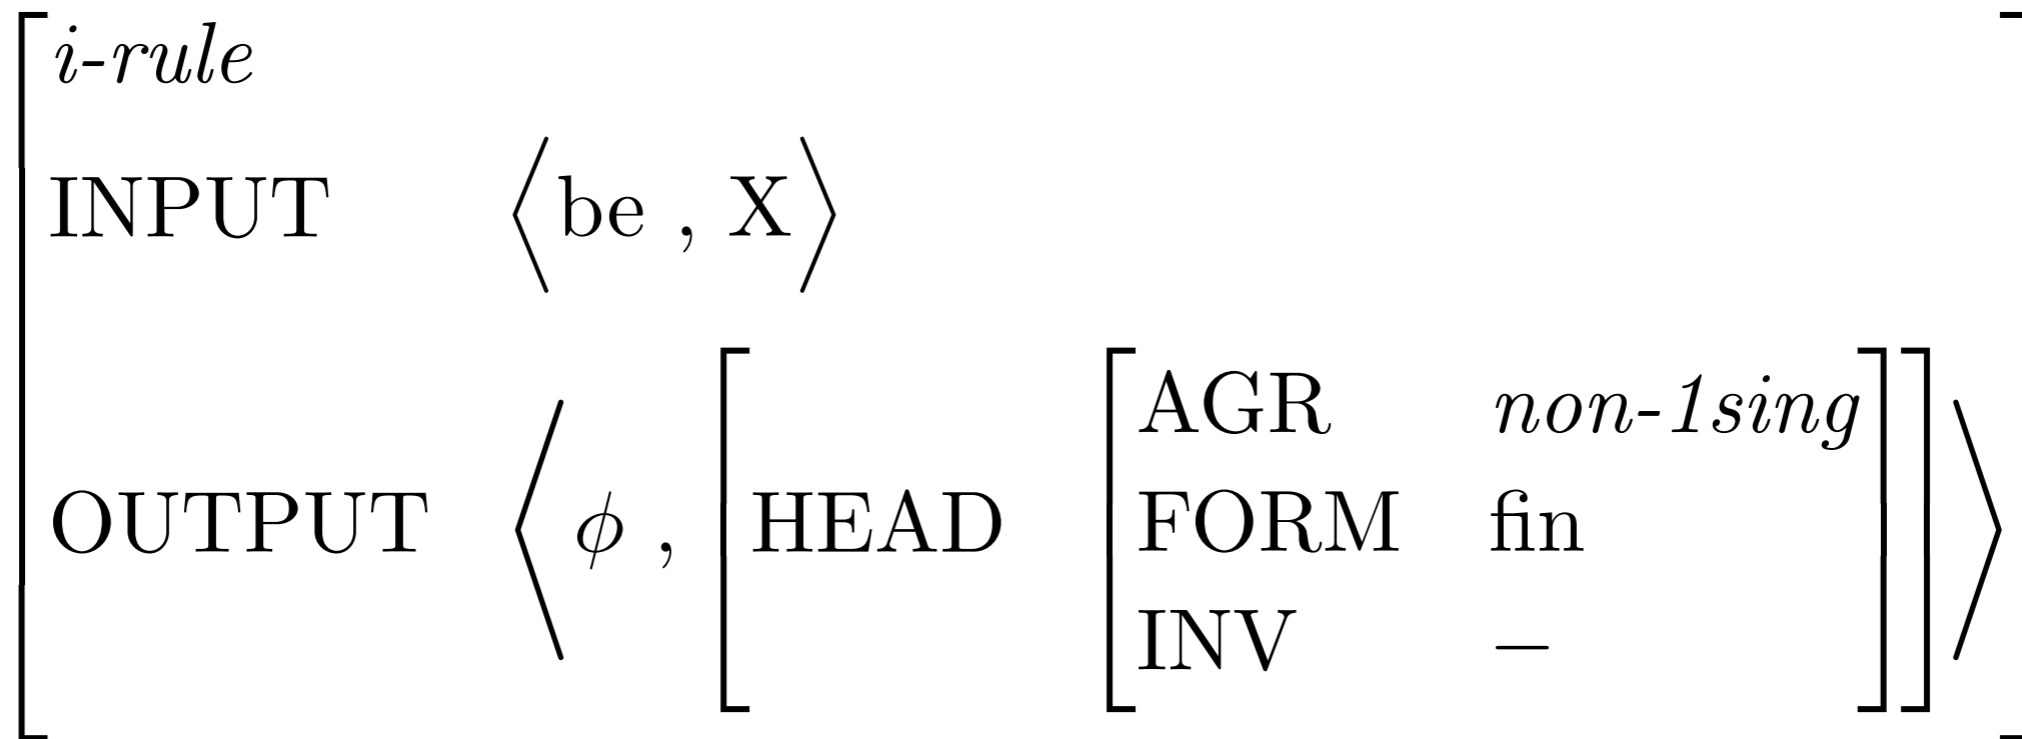 i-rule
INPUT ⟨be , X⟩
OUTPUT ⟨ϕ , [HEAD [AGR non-1sing
FORM fin
INV −]]⟩